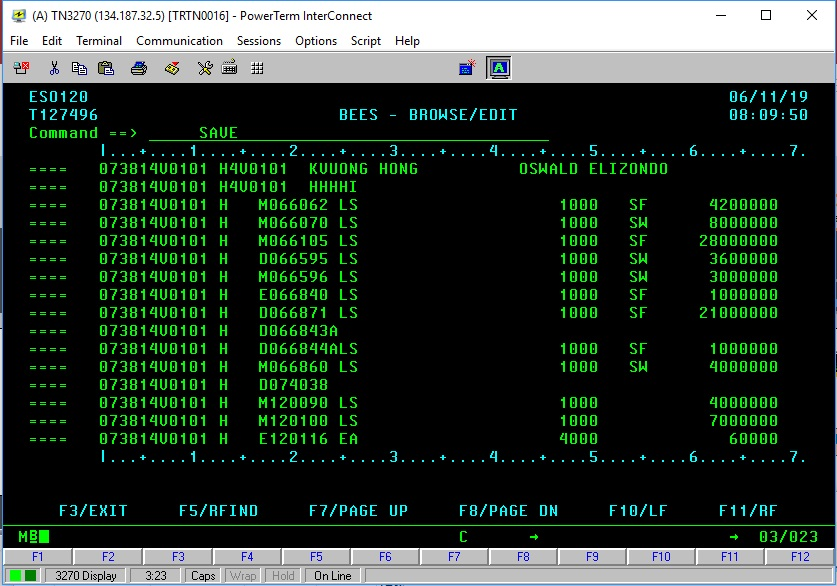 (A) TN3270 (134.187.32.5) [TRTN0016] - PowerTerm InterConnect
File Edit Terminal Communication Sessions Options Script Help
ESO120 06/11/19
T127496 BEES - BROWSE/EDIT 08:09:50
Command ==> ______SAVE
|...+....1....+....2....+....3....+....4....+....5....+....6....+....7.
==== 073814V0101 H4V0101 KVUONG HONG OSWALD ELIZONDO
==== 073814V0101 H4V0101 HHHHI
==== 073814V0101 H M066062 LS 1000 SF 4200000
==== 073814V0101 H M066070 LS 1000 SW 8000000
==== 073814V0101 H M066105 LS 1000 SF 28000000
==== 073814V0101 H D066595 LS 1000 SW 3600000
==== 073814V0101 H M066596 LS 1000 SW 3000000
==== 073814V0101 H E066840 LS 1000 SF 1000000
==== 073814V0101 H D066871 LS 1000 SF 21000000
==== 073814V0101 H D066843A
==== 073814V0101 H D066844ALS 1000 SF 1000000
==== 073814V0101 H M066860 LS 1000 SW 4000000
==== 073814V0101 H D074038
==== 073814V0101 H M120090 LS 1000 4000000
==== 073814V0101 H M120100 LS 1000 7000000
==== 073814V0101 H E120116 EA 4000 60000
|...+....1....+....2....+....3....+....4....+....5....+....6....+....7.
F3/EXIT F5/RFIND F7/PAGE UP F8/PAGE DN F10/LF F11/RF
MB C → → 03/023
F1 F2 F3 F4 F5 F6 F7 F8 F9 F10 F11 F12
3270 Display 3:23 Caps Wrap Hold On Line